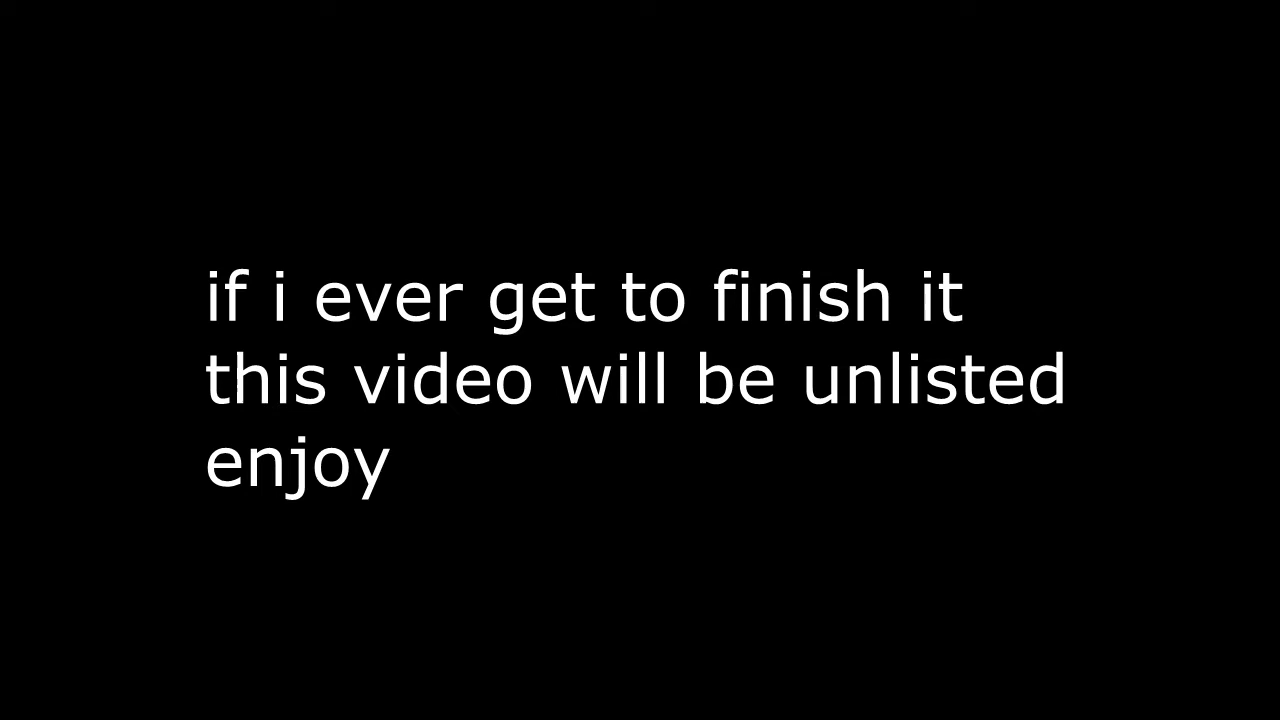 if i ever get to finish it
this video will be unlisted
enjoy